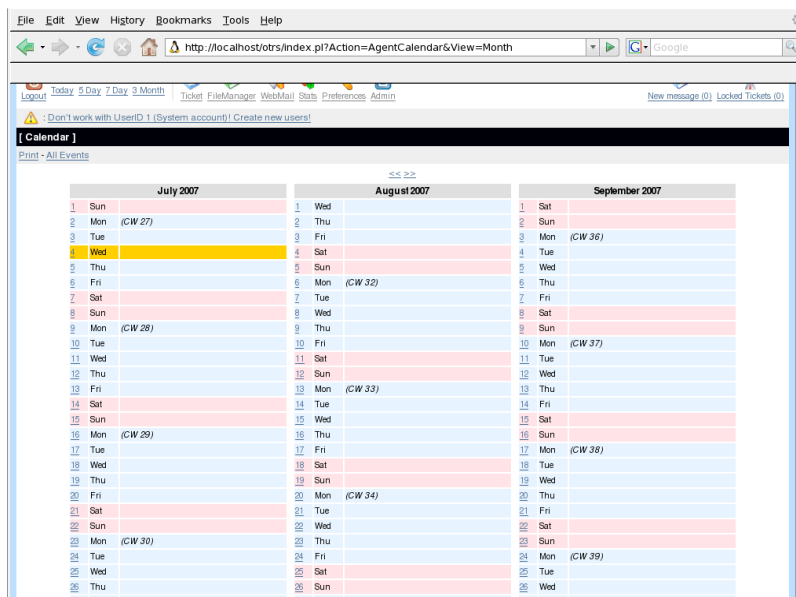 File Edit View History Bookmarks Tools Help
http://localhost/otrs/index.pl?Action=AgentCalendar&View=Month
G Google
Logout Today 5 Day 7 Day 3 Month Ticket FileManager WebMail Stats Preferences Admin New message (0) Locked Tickets (0)
: Don't work with UserID 1 (System account)! Create new users!
[ Calendar ]
Print - All Events
<< >>
July 2007 August 2007 September 2007
1 Sun 1 Wed 1 Sat
2 Mon (CW 27) 2 Thu 2 Sun
3 Tue 3 Fri 3 Mon (CW 36)
4 Wed 4 Sat 4 Tue
5 Thu 5 Sun 5 Wed
6 Fri 6 Mon (CW 32) 6 Thu
7 Sat 7 Tue 7 Fri
8 Sun 8 Wed 8 Sat
9 Mon (CW 28) 9 Thu 9 Sun
10 Tue 10 Fri 10 Mon (CW 37)
11 Wed 11 Sat 11 Tue
12 Thu 12 Sun 12 Wed
13 Fri 13 Mon (CW 33) 13 Thu
14 Sat 14 Tue 14 Fri
15 Sun 15 Wed 15 Sat
16 Mon (CW 29) 16 Thu 16 Sun
17 Tue 17 Fri 17 Mon (CW 38)
18 Wed 18 Sat 18 Tue
19 Thu 19 Sun 19 Wed
20 Fri 20 Mon (CW 34) 20 Thu
21 Sat 21 Tue 21 Fri
22 Sun 22 Wed 22 Sat
23 Mon (CW 30) 23 Thu 23 Sun
24 Tue 24 Fri 24 Mon (CW 39)
25 Wed 25 Sat 25 Tue
26 Thu 26 Sun 26 Wed